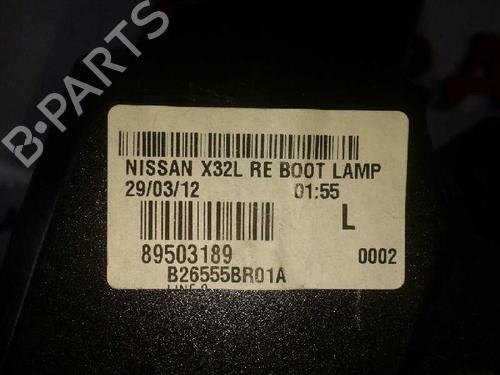 NISSAN X32L RE BOOT LAMP
29/03/12 01:55
L
89503189 0002
B26555BR01A
B-PARTS